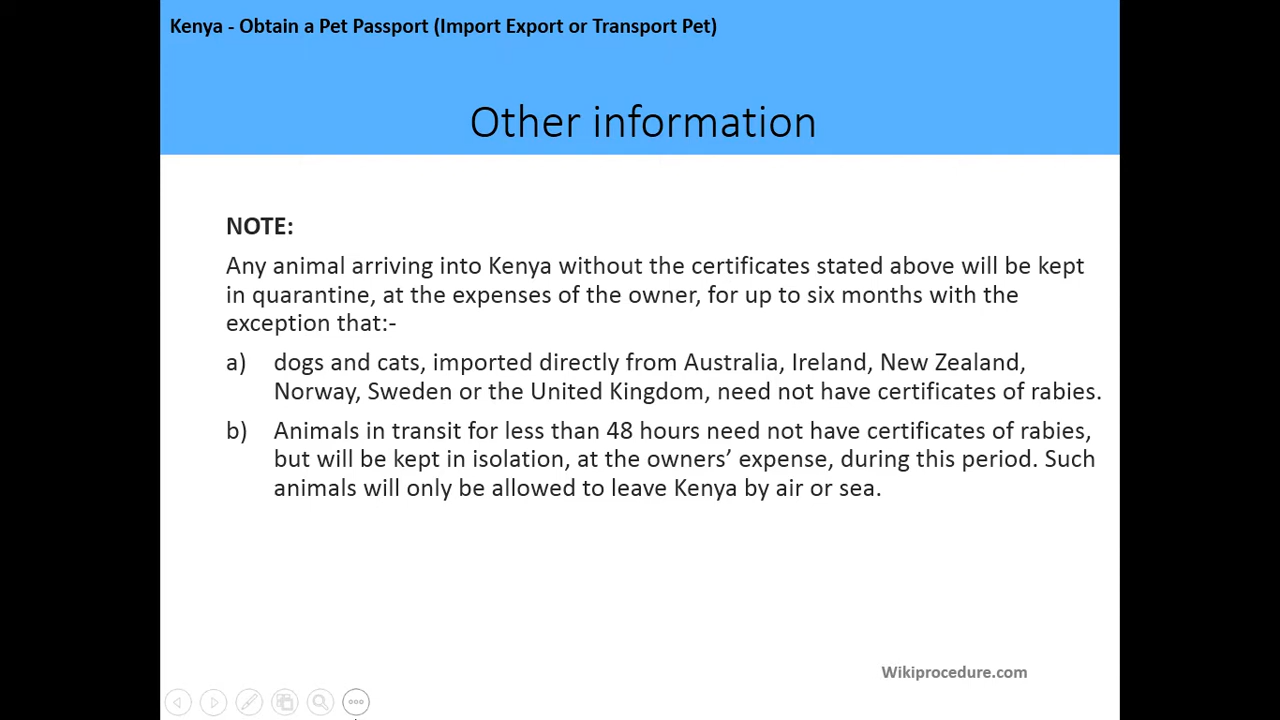 Kenya - Obtain a Pet Passport (Import Export or Transport Pet)
Other information
NOTE:
Any animal arriving into Kenya without the certificates stated above will be kept
in quarantine, at the expenses of the owner, for up to six months with the
exception that:-
a) dogs and cats, imported directly from Australia, Ireland, New Zealand,
Norway, Sweden or the United Kingdom, need not have certificates of rabies.
b) Animals in transit for less than 48 hours need not have certificates of rabies,
but will be kept in isolation, at the owners’ expense, during this period. Such
animals will only be allowed to leave Kenya by air or sea.
Wikiprocedure.com